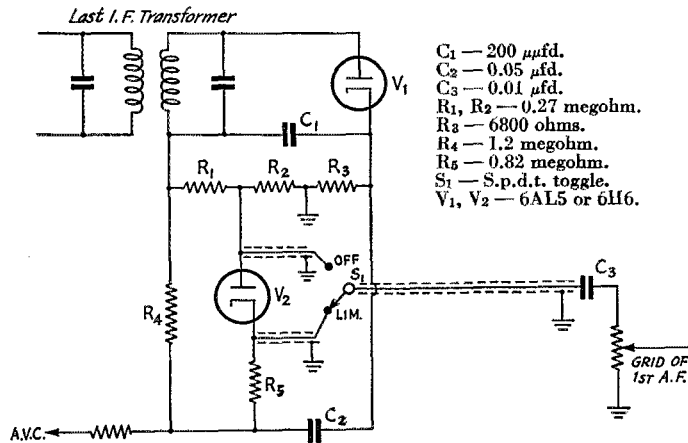 Last I.F. Transformer
V₁
C₁
R₁
R₂
R₃
OFF
S₁
V₂
LIM.
R₄
R₅
C₂
A.V.C.
C₃
GRID OF
1ST A.F.
C₁ — 200 μμfd.
C₂ — 0.05 μfd.
C₃ — 0.01 μfd.
R₁, R₂ — 0.27 megohm.
R₃ — 6800 ohms.
R₄ — 1.2 megohm.
R₅ — 0.82 megohm.
S₁ — S.p.d.t. toggle.
V₁, V₂ — 6AL5 or 6H6.